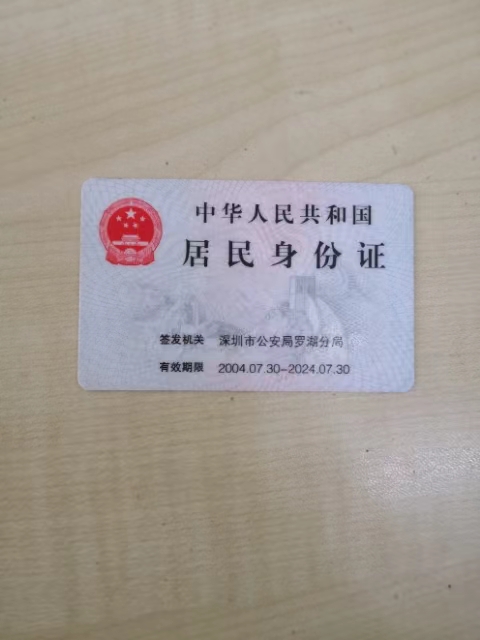 中华人民共和国
居民身份证
签发机关 深圳市公安局罗湖分局
有效期限 2004.07.30-2024.07.30